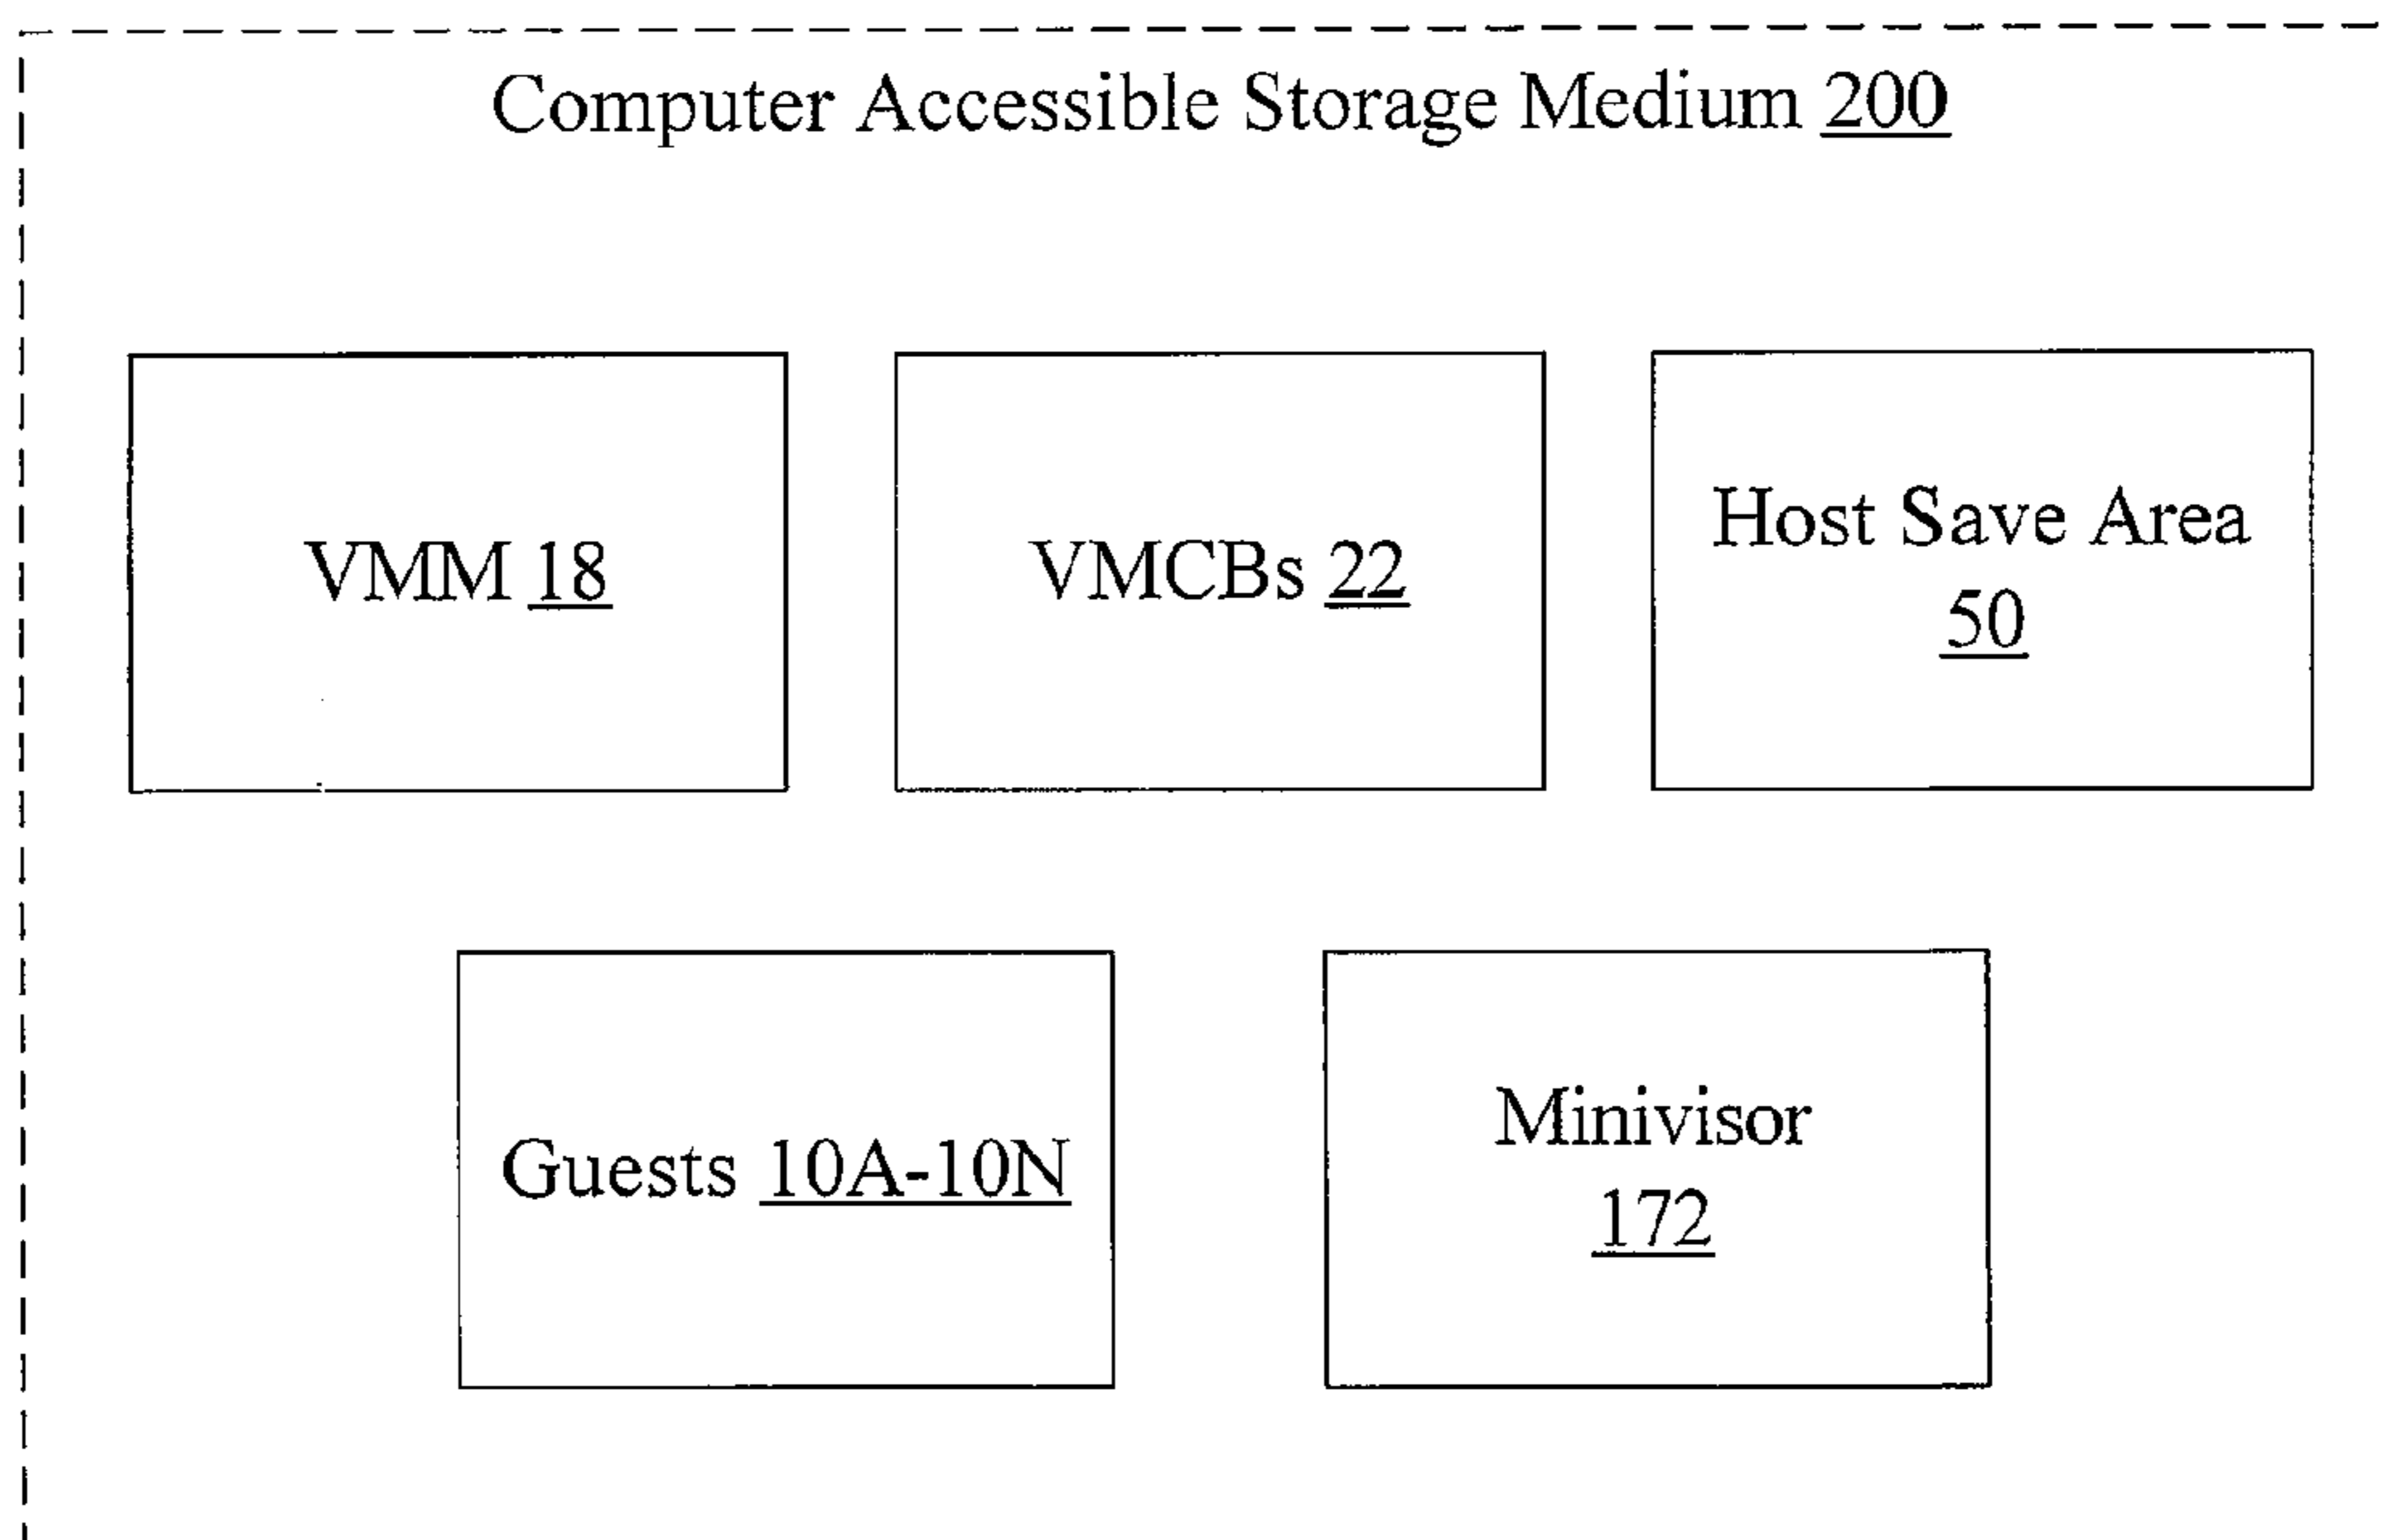 Computer Accessible Storage Medium 200
VMM 18
VMCBs 22
Host Save Area
50
Guests 10A-10N
Minivisor
172